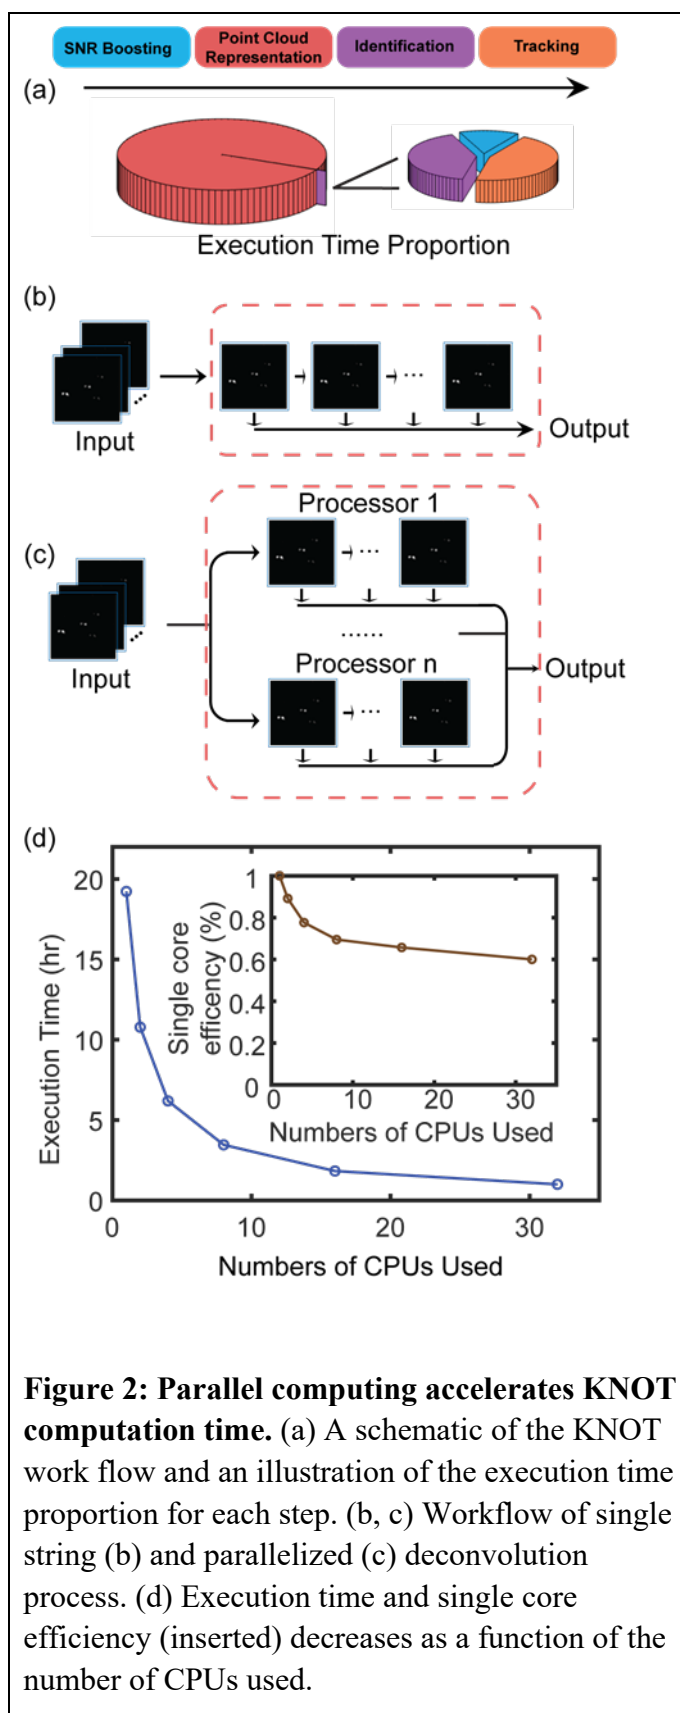 SNR Boosting
Point Cloud
Representation
Identification
Tracking
(a)
Execution Time Proportion
(b)
Input
...
Output
(c)
Processor 1
...
Input
......
Processor n
...
Output
(d)
Execution Time (hr)
20
15
10
5
0
0
10
20
30
Numbers of CPUs Used
Single core
efficency (%)
1
0.8
0.6
0.4
0.2
0
0
10
20
30
Numbers of CPUs Used
Figure 2: Parallel computing accelerates KNOT
computation time. (a) A schematic of the KNOT
work flow and an illustration of the execution time
proportion for each step. (b, c) Workflow of single
string (b) and parallelized (c) deconvolution
process. (d) Execution time and single core
efficiency (inserted) decreases as a function of the
number of CPUs used.